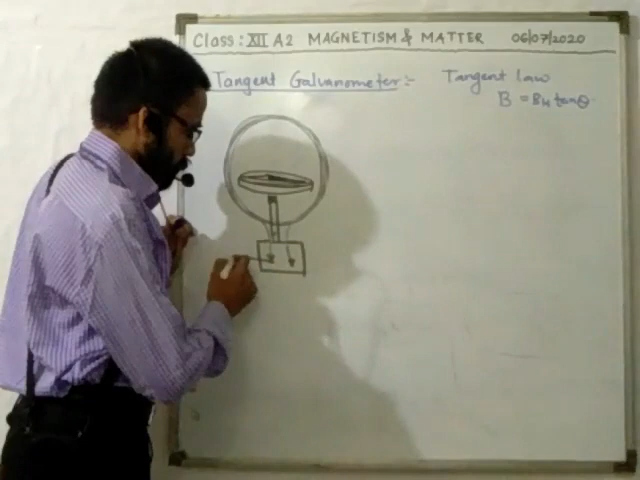 Class: XII A2 MAGNETISM & MATTER 06/07/2020
Tangent Galvanometer:- Tangent Law
B = BH tanθ